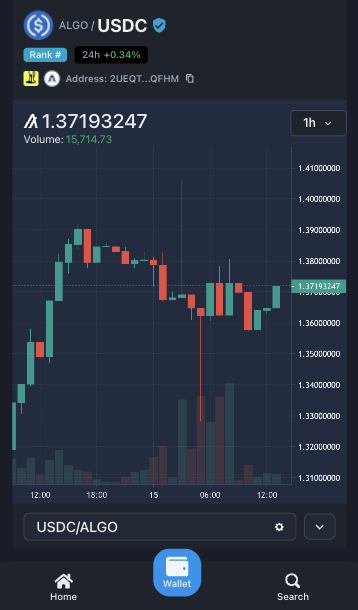 ALGO / USDC
Rank #
24h +0.34%
Address: 2UEQT...QFHM
1.37193247
1h
Volume: 15,714.73
1.41000000
1.40000000
1.39000000
1.38000000
1.37193247
1.36000000
1.35000000
1.34000000
1.33000000
1.32000000
1.31000000
12:00 18:00 15 06:00 12:00
USDC/ALGO
Wallet
Home
Search